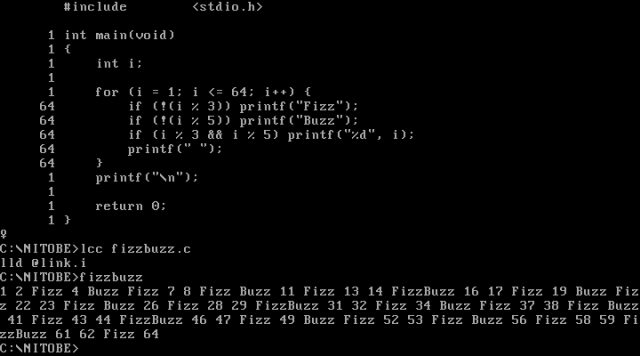 #include        <stdio.h>
1 int main(void)
1 {
1     int i;
1
1     for (i = 1; i <= 64; i++) {
64         if (!(i % 3)) printf("Fizz");
64         if (!(i % 5)) printf("Buzz");
64         if (i % 3 && i % 5) printf("%d", i);
64         printf(" ");
64     }
1     printf("\n");
1
1     return 0;
1 }
♀
C:\NITOBE>lcc fizzbuzz.c
lld @link.i
C:\NITOBE>fizzbuzz
1 2 Fizz 4 Buzz Fizz 7 8 Fizz Buzz 11 Fizz 13 14 FizzBuzz 16 17 Fizz 19 Buzz Fiz
z 22 23 Fizz Buzz 26 Fizz 28 29 FizzBuzz 31 32 Fizz 34 Buzz Fizz 37 38 Fizz Buzz
41 Fizz 43 44 FizzBuzz 46 47 Fizz 49 Buzz Fizz 52 53 Fizz Buzz 56 Fizz 58 59 Fi
zzBuzz 61 62 Fizz 64
C:\NITOBE>